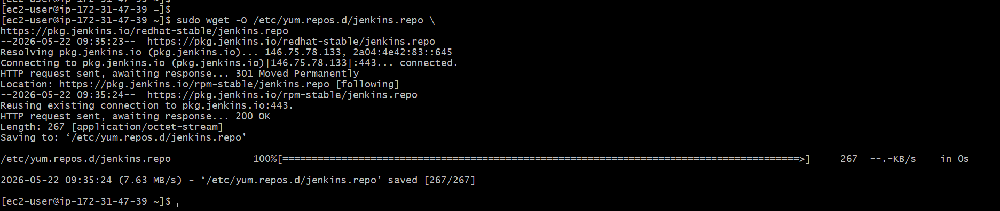 [ec2-user@ip-172-31-47-39 ~]$
[ec2-user@ip-172-31-47-39 ~]$
[ec2-user@ip-172-31-47-39 ~]$ sudo wget -O /etc/yum.repos.d/jenkins.repo \
https://pkg.jenkins.io/redhat-stable/jenkins.repo
--2026-05-22 09:35:23--  https://pkg.jenkins.io/redhat-stable/jenkins.repo
Resolving pkg.jenkins.io (pkg.jenkins.io)... 146.75.78.133, 2a04:4e42:83::645
Connecting to pkg.jenkins.io (pkg.jenkins.io)|146.75.78.133|:443... connected.
HTTP request sent, awaiting response... 301 Moved Permanently
Location: https://pkg.jenkins.io/rpm-stable/jenkins.repo [following]
--2026-05-22 09:35:24--  https://pkg.jenkins.io/rpm-stable/jenkins.repo
Reusing existing connection to pkg.jenkins.io:443.
HTTP request sent, awaiting response... 200 OK
Length: 267 [application/octet-stream]
Saving to: ‘/etc/yum.repos.d/jenkins.repo’
/etc/yum.repos.d/jenkins.repo              100%[========================================================================================>]     267  --.-KB/s    in 0s
2026-05-22 09:35:24 (7.63 MB/s) - ‘/etc/yum.repos.d/jenkins.repo’ saved [267/267]
[ec2-user@ip-172-31-47-39 ~]$